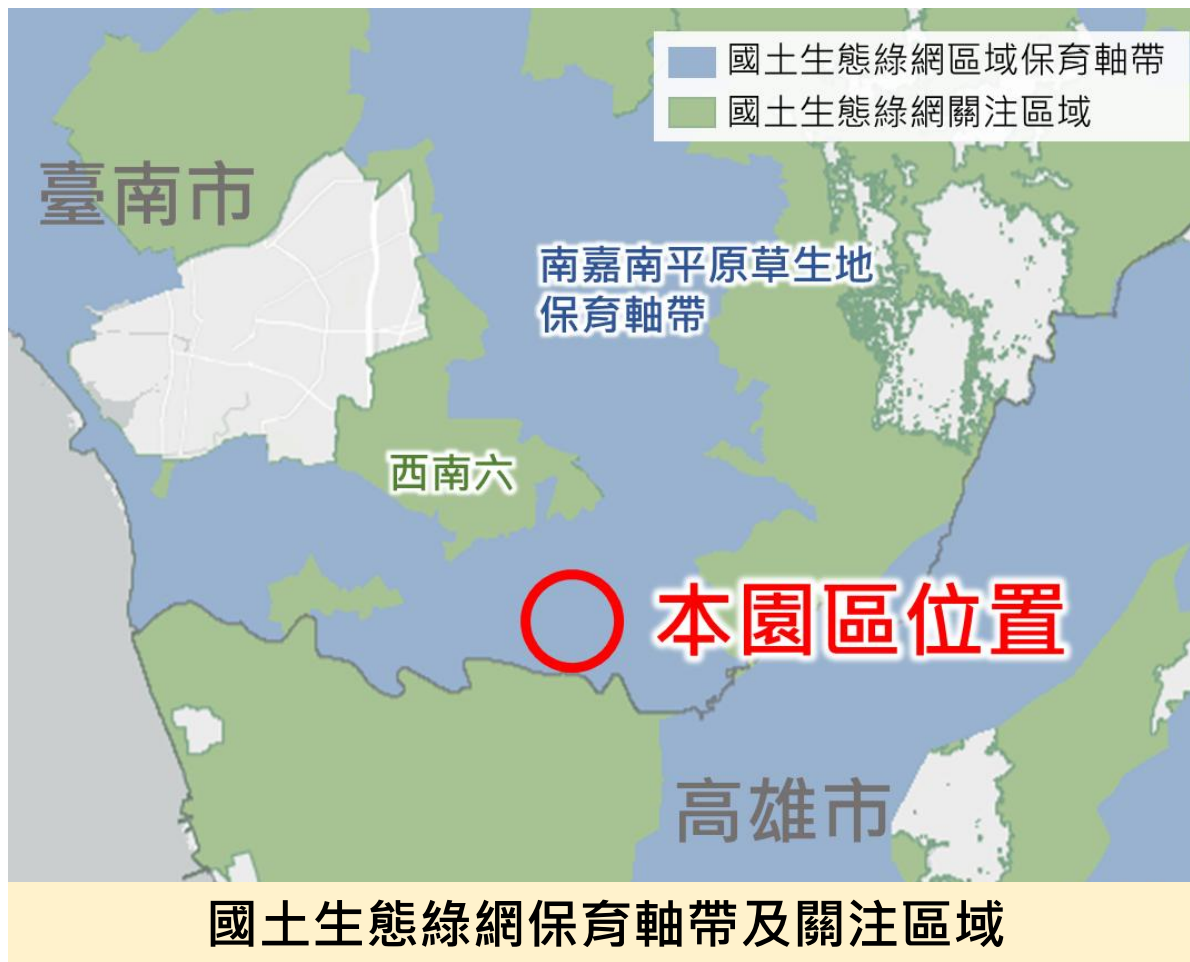 國土生態綠網區域保育軸帶
國土生態綠網關注區域
臺南市
南嘉南平原草生地
保育軸帶
西南六
本園區位置
高雄市
國土生態綠網保育軸帶及關注區域